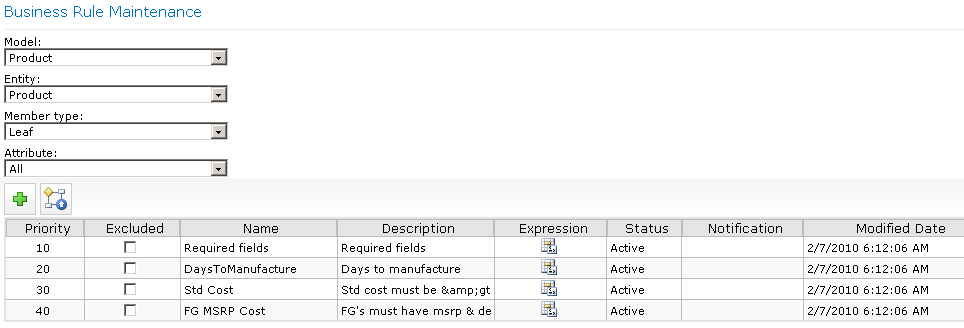 Business Rule Maintenance
Model:
Product
Entity:
Product
Member type:
Leaf
Attribute:
All
Priority Excluded Name Description Expression Status Notification Modified Date
10 Required fields Required fields Active 2/7/2010 6:12:06 AM
20 DaysToManufacture Days to manufacture Active 2/7/2010 6:12:06 AM
30 Std Cost Std cost must be &amp;gt Active 2/7/2010 6:12:06 AM
40 FG MSRP Cost FG's must have msrp & de Active 2/7/2010 6:12:06 AM